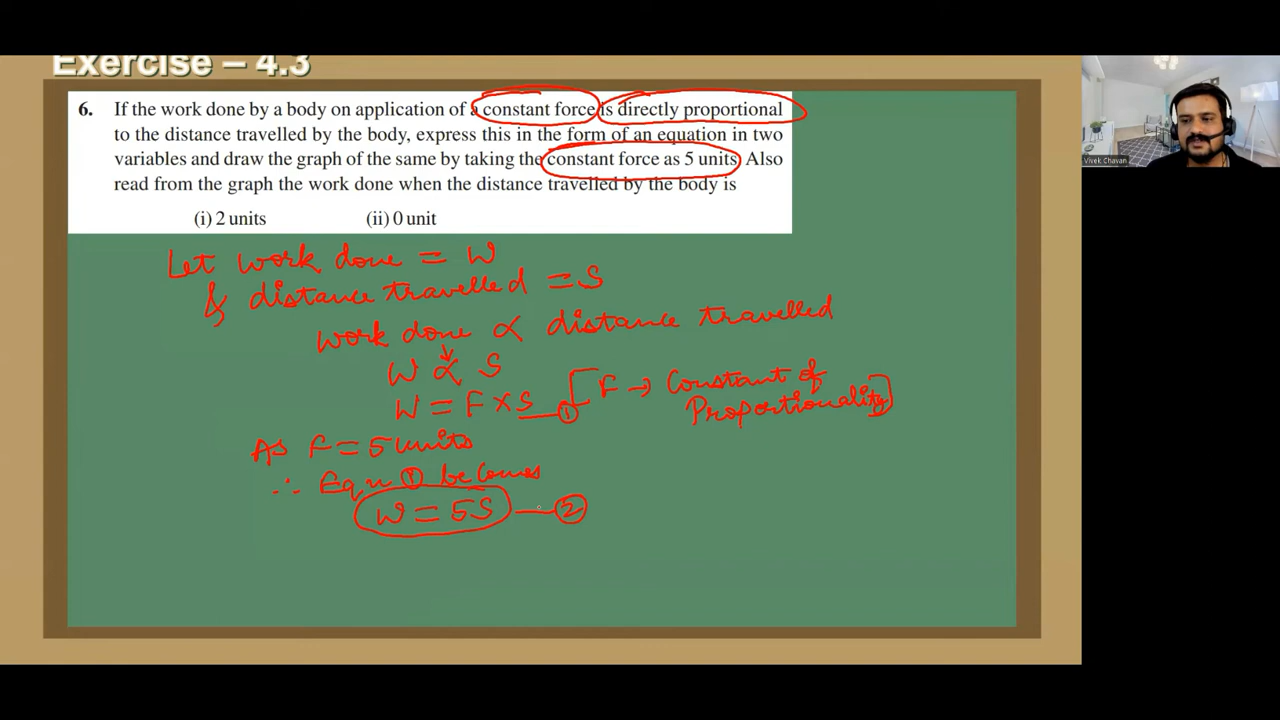 Exercise – 4.3
6. If the work done by a body on application of a constant force is directly proportional
to the distance travelled by the body, express this in the form of an equation in two
variables and draw the graph of the same by taking the constant force as 5 units. Also
read from the graph the work done when the distance travelled by the body is
(i) 2 units (ii) 0 unit
Vivek Chavan
Let work done = W
& distance travelled = S
work done ∝ distance travelled
W ∝ S
W = F × S — ① [F → Constant of
Proportionality]
As F = 5 units
∴ Eqn ① becomes
W = 5S — ②